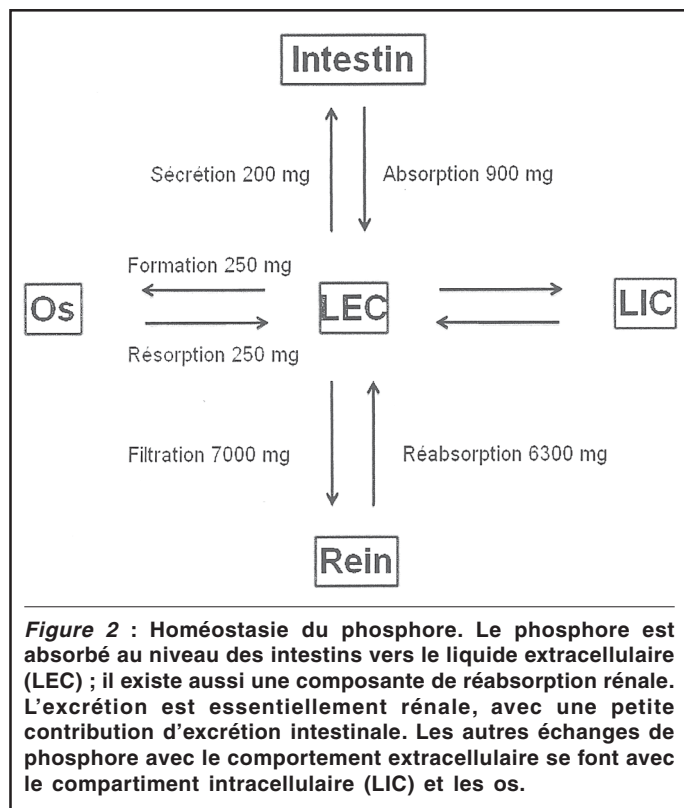 Intestin
Sécrétion 200 mg
Absorption 900 mg
Formation 250 mg
Os
LEC
LIC
Résorption 250 mg
Filtration 7000 mg
Réabsorption 6300 mg
Rein
Figure 2 : Homéostasie du phosphore. Le phosphore est
absorbé au niveau des intestins vers le liquide extracellulaire
(LEC) ; il existe aussi une composante de réabsorption rénale.
L'excrétion est essentiellement rénale, avec une petite
contribution d'excrétion intestinale. Les autres échanges de
phosphore avec le comportement extracellulaire se font avec
le compartiment intracellulaire (LIC) et les os.